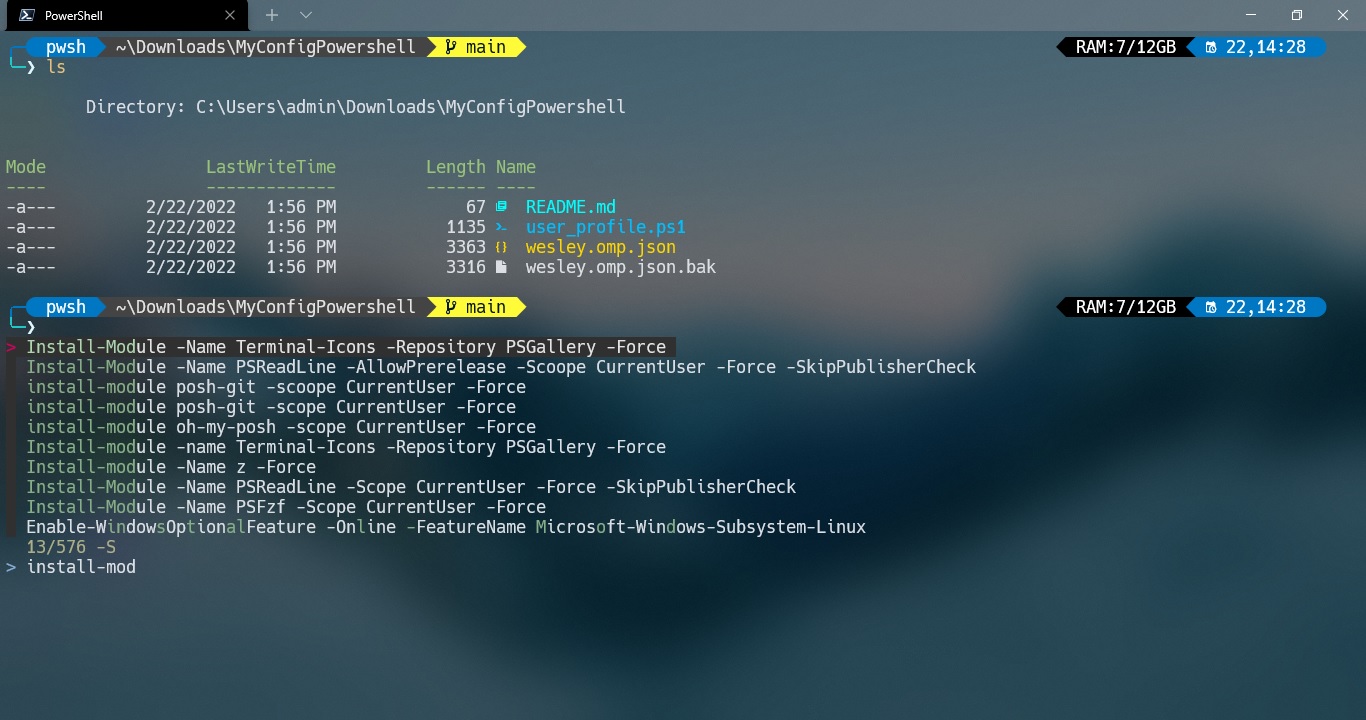 PowerShell
pwsh ~\Downloads\MyConfigPowershell main RAM:7/12GB 22,14:28
❯ ls
Directory: C:\Users\admin\Downloads\MyConfigPowershell
Mode LastWriteTime Length Name
---- ------------- ------ ----
-a--- 2/22/2022 1:56 PM 67 README.md
-a--- 2/22/2022 1:56 PM 1135 user_profile.ps1
-a--- 2/22/2022 1:56 PM 3363 wesley.omp.json
-a--- 2/22/2022 1:56 PM 3316 wesley.omp.json.bak
pwsh ~\Downloads\MyConfigPowershell main RAM:7/12GB 22,14:28
❯
> Install-Module -Name Terminal-Icons -Repository PSGallery -Force
Install-Module -Name PSReadLine -AllowPrerelease -Scoope CurrentUser -Force -SkipPublisherCheck
install-module posh-git -scoope CurrentUser -Force
install-module posh-git -scope CurrentUser -Force
install-module oh-my-posh -scope CurrentUser -Force
Install-module -name Terminal-Icons -Repository PSGallery -Force
Install-module -Name z -Force
Install-Module -Name PSReadLine -Scope CurrentUser -Force -SkipPublisherCheck
Install-Module -Name PSFzf -Scope CurrentUser -Force
Enable-WindowsOptionalFeature -Online -FeatureName Microsoft-Windows-Subsystem-Linux
13/576 -S
> install-mod